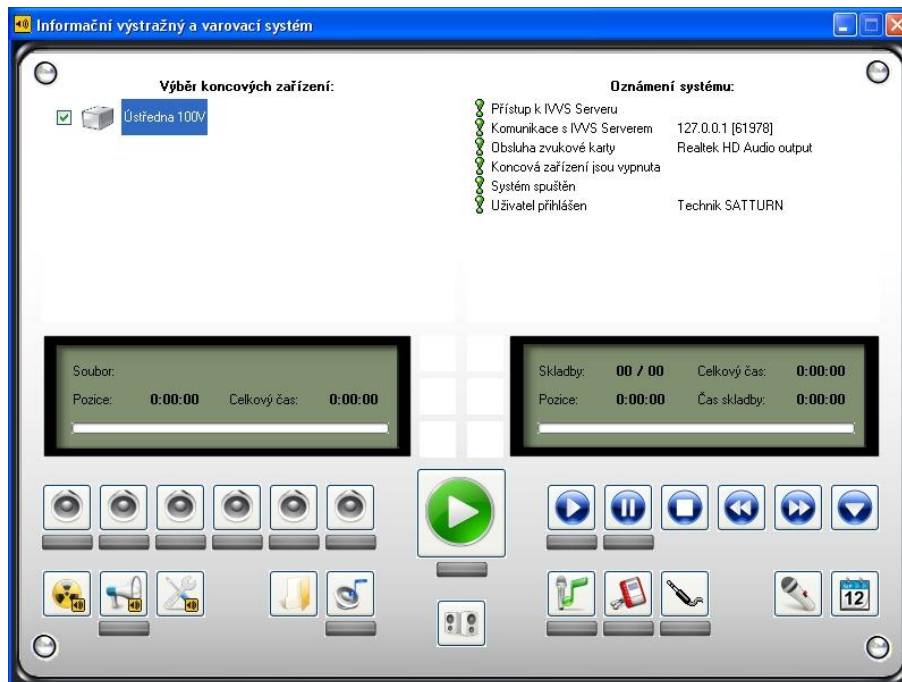 Informační výstražný a varovací systém
Výběr koncových zařízení:
Ústředna 100V
Oznámení systému:
Přístup k IVVS Serveru
Komunikace s IVVS Serverem 127.0.0.1 [61978]
Obsluha zvukové karty Realtek HD Audio output
Koncová zařízení jsou vypnuta
Systém spuštěn
Uživatel přihlášen Technik SATTURN
Soubor:
Pozice: 0:00:00 Celkový čas: 0:00:00
Skladby: 00 / 00 Celkový čas: 0:00:00
Pozice: 0:00:00 Čas skladby: 0:00:00
12